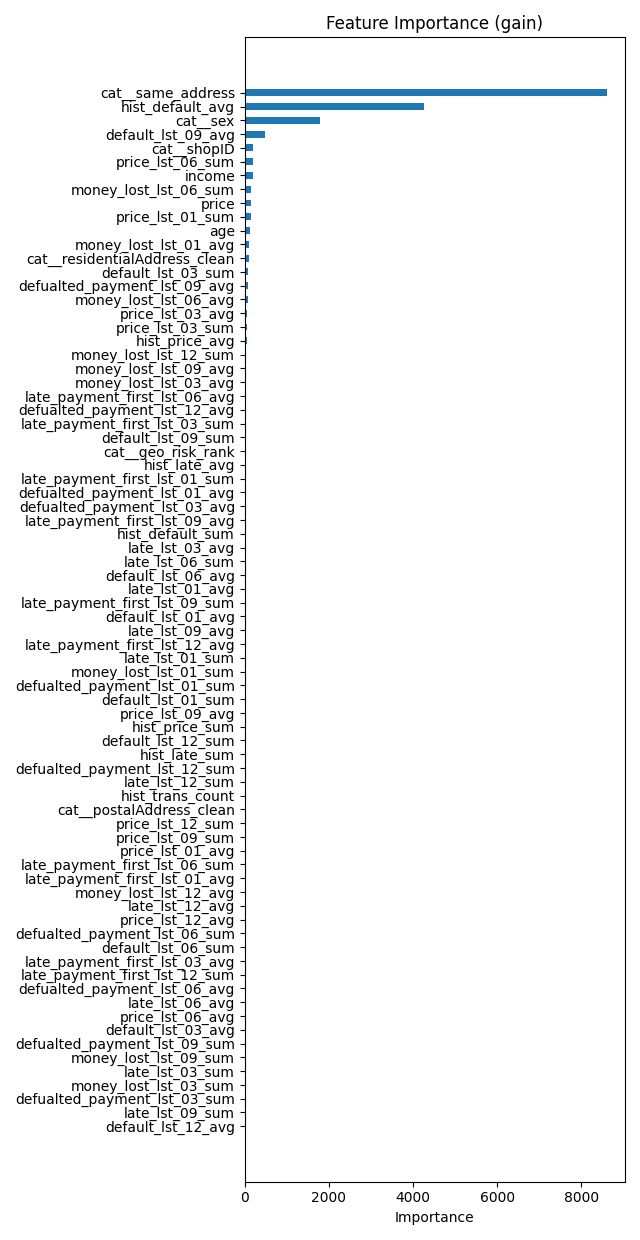 Feature Importance (gain)
cat__same_address
hist_default_avg
cat__sex
default_lst_09_avg
cat__shopID
price_lst_06_sum
income
money_lost_lst_06_sum
price
price_lst_01_sum
age
money_lost_lst_01_avg
cat__residentialAddress_clean
default_lst_03_sum
defualted_payment_lst_09_avg
money_lost_lst_06_avg
price_lst_03_avg
price_lst_03_sum
hist_price_avg
money_lost_lst_12_sum
money_lost_lst_09_avg
money_lost_lst_03_avg
late_payment_first_lst_06_avg
defualted_payment_lst_12_avg
late_payment_first_lst_03_sum
default_lst_09_sum
cat__geo_risk_rank
hist_late_avg
late_payment_first_lst_01_sum
defualted_payment_lst_01_avg
defualted_payment_lst_03_avg
late_payment_first_lst_09_avg
hist_default_sum
late_lst_03_avg
late_lst_06_sum
default_lst_06_avg
late_lst_01_avg
late_payment_first_lst_09_sum
default_lst_01_avg
late_lst_09_avg
late_payment_first_lst_12_avg
late_lst_01_sum
money_lost_lst_01_sum
defualted_payment_lst_01_sum
default_lst_01_sum
price_lst_09_avg
hist_price_sum
default_lst_12_sum
hist_late_sum
defualted_payment_lst_12_sum
late_lst_12_sum
hist_trans_count
cat__postalAddress_clean
price_lst_12_sum
price_lst_09_sum
price_lst_01_avg
late_payment_first_lst_06_sum
late_payment_first_lst_01_avg
money_lost_lst_12_avg
late_lst_12_avg
price_lst_12_avg
defualted_payment_lst_06_sum
default_lst_06_sum
late_payment_first_lst_03_avg
late_payment_first_lst_12_sum
defualted_payment_lst_06_avg
late_lst_06_avg
price_lst_06_avg
default_lst_03_avg
defualted_payment_lst_09_sum
money_lost_lst_09_sum
late_lst_03_sum
money_lost_lst_03_sum
defualted_payment_lst_03_sum
late_lst_09_sum
default_lst_12_avg
0 2000 4000 6000 8000
Importance